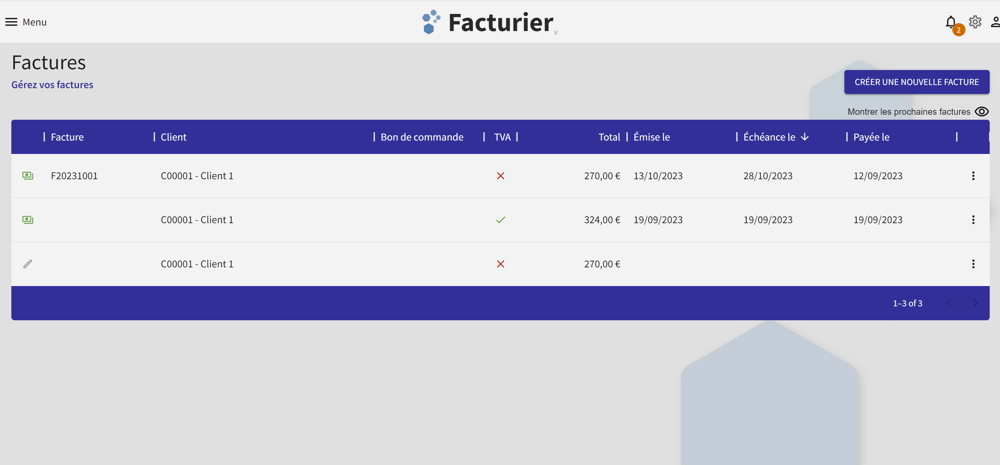 Menu
Facturier
v
2
Factures
Gérez vos factures
CRÉER UNE NOUVELLE FACTURE
Montrer les prochaines factures
Facture Client Bon de commande TVA Total Émise le Échéance le Payée le
F20231001 C00001 - Client 1 270,00 € 13/10/2023 28/10/2023 12/09/2023
C00001 - Client 1 324,00 € 19/09/2023 19/09/2023 19/09/2023
C00001 - Client 1 270,00 €
1–3 of 3